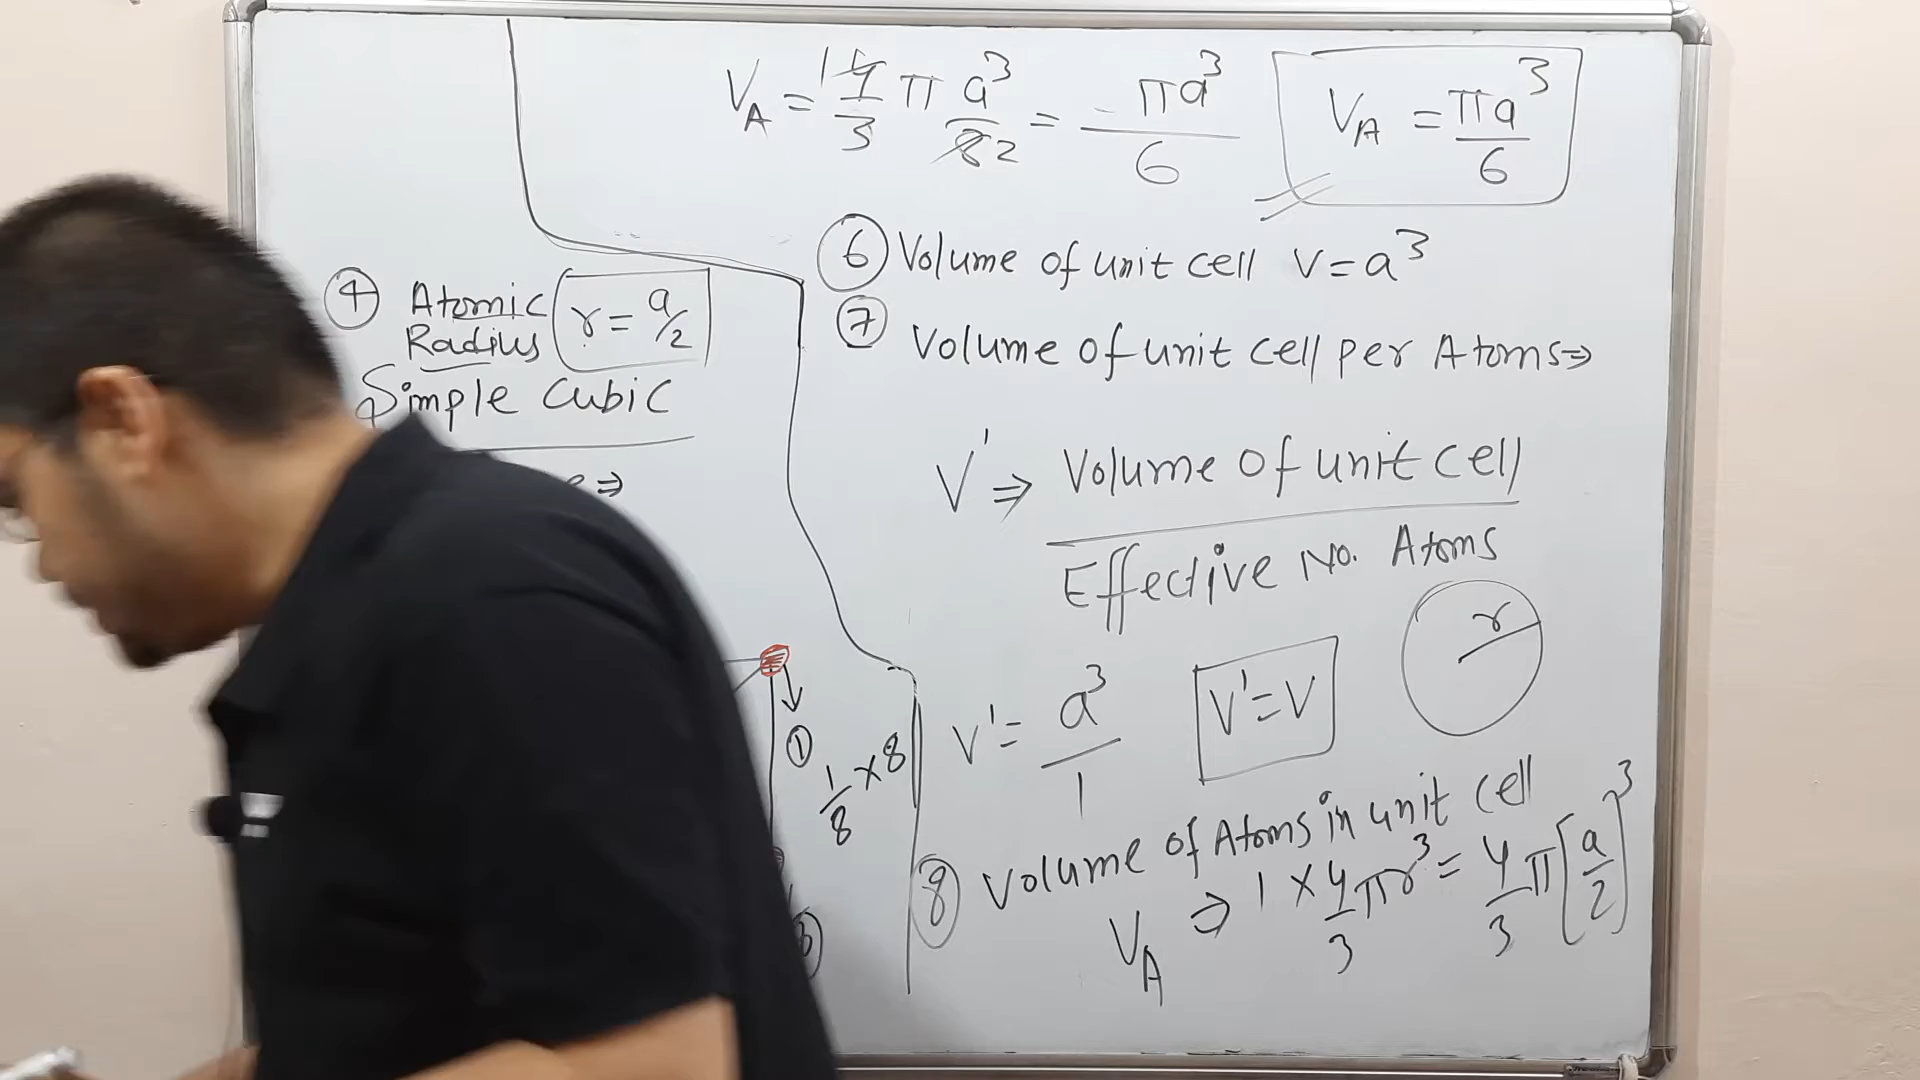 V_A = 1 4/3 π a³/8 2 = πa³/6
V_A = πa³/6
④ Atomic Radius r = a/2
Simple Cubic
⇒
1/8 × 8
①
⑥ Volume of unit cell V = a³
⑦ Volume of unit cell per Atoms ⇒
V' ⇒ Volume of unit cell / Effective No. Atoms
r
V' = a³/1
V' = V
⑧ Volume of Atoms in unit cell
V_A ⇒ 1 × 4/3 πr³ = 4/3 π [a/2]³